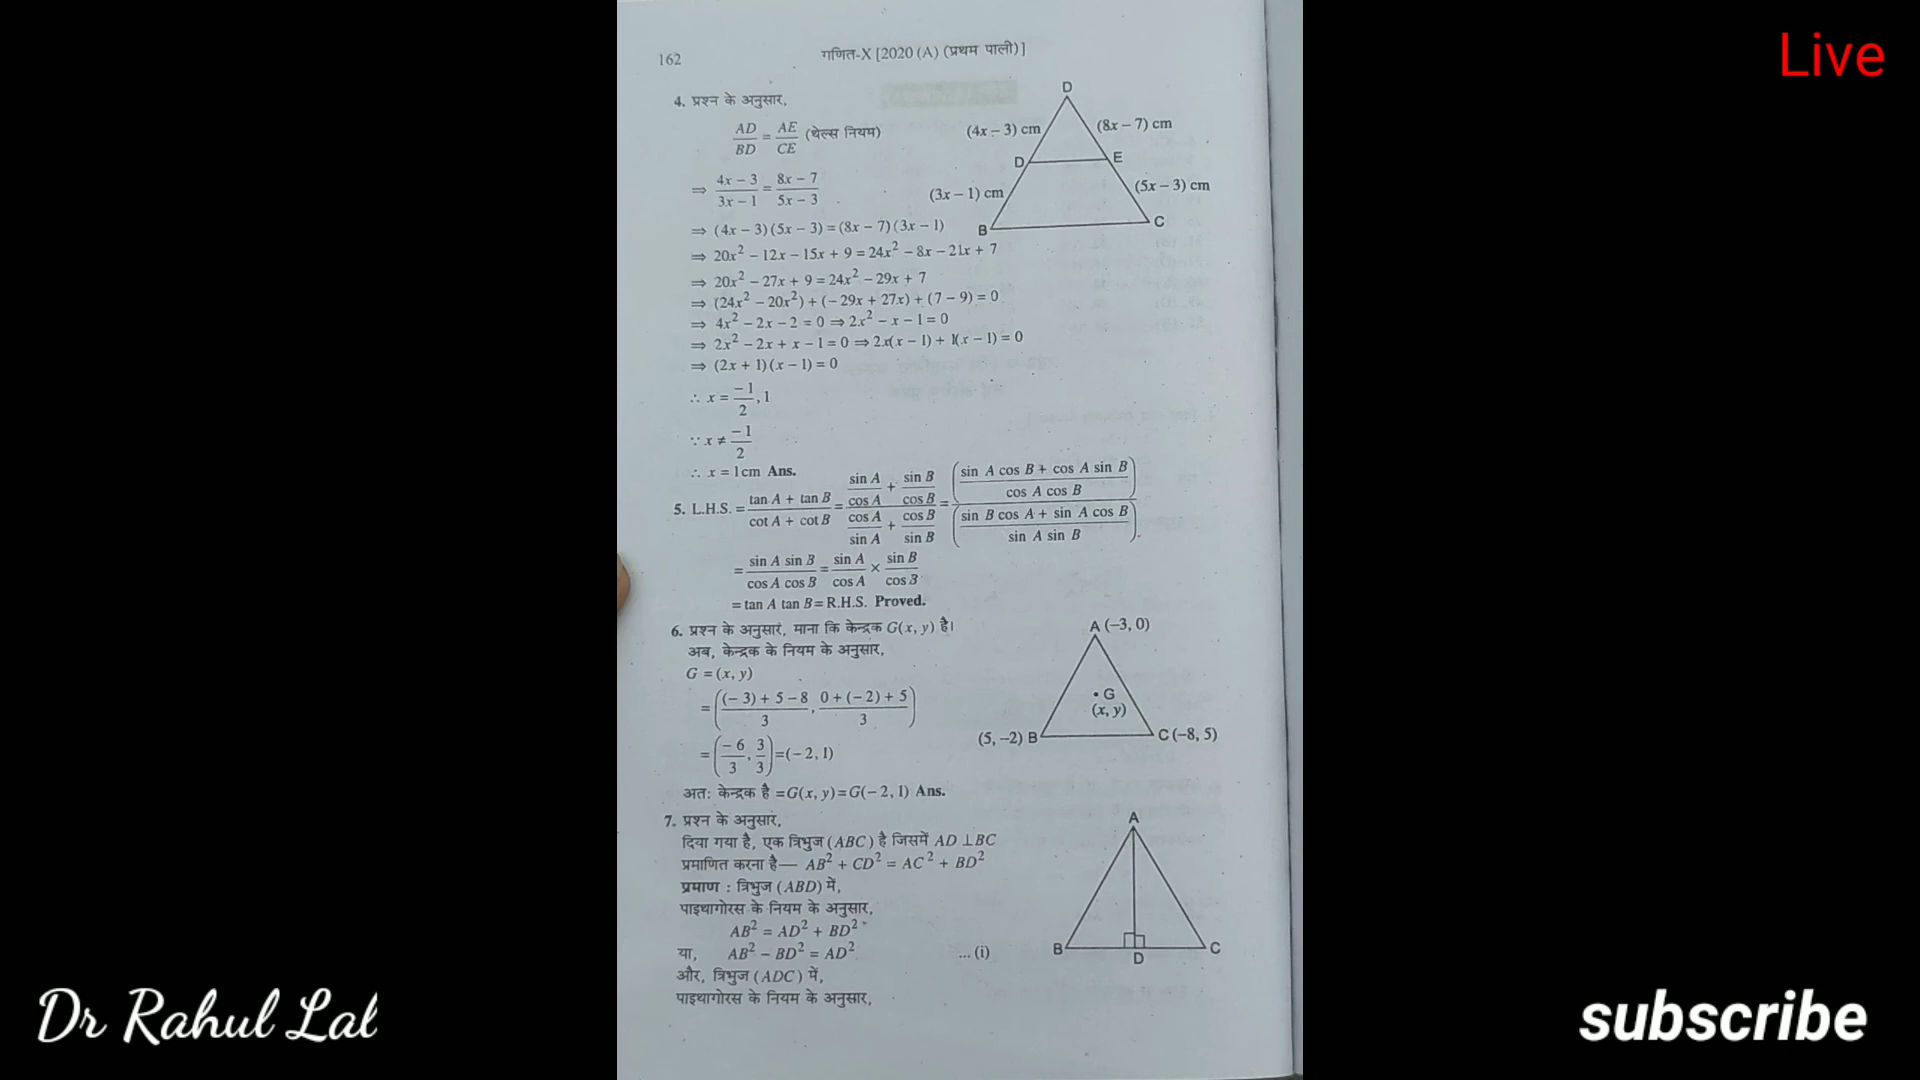 Live
162
गणित-X [2020 (A) (प्रथम पाली)]
4. प्रश्न के अनुसार,
AD/BD = AE/CE (थेल्स नियम)
⇒ (4x – 3)/(3x – 1) = (8x – 7)/(5x – 3)
D
(4x – 3) cm
(8x – 7) cm
D
E
(3x – 1) cm
(5x – 3) cm
B
C
⇒ (4x – 3)(5x – 3) = (8x – 7)(3x – 1)
⇒ 20x² – 12x – 15x + 9 = 24x² – 8x – 21x + 7
⇒ 20x² – 27x + 9 = 24x² – 29x + 7
⇒ (24x² – 20x²) + (– 29x + 27x) + (7 – 9) = 0
⇒ 4x² – 2x – 2 = 0 ⇒ 2x² – x – 1 = 0
⇒ 2x² – 2x + x – 1 = 0 ⇒ 2x(x – 1) + 1(x – 1) = 0
⇒ (2x + 1)(x – 1) = 0
∴ x = –1/2, 1
∵ x ≠ –1/2
∴ x = 1cm Ans.
5. L.H.S. = (tan A + tan B)/(cot A + cot B) = (sin A/cos A + sin B/cos B)/(cos A/sin A + cos B/sin B) = ((sin A cos B + cos A sin B)/(cos A cos B))/((sin B cos A + sin A cos B)/(sin A sin B))
= (sin A sin B)/(cos A cos B) = sin A/cos A × sin B/cos B
= tan A tan B = R.H.S. Proved.
6. प्रश्न के अनुसार, माना कि केन्द्रक G(x, y) है।
अब, केन्द्रक के नियम के अनुसार,
G = (x, y)
= (((– 3) + 5 – 8)/3, (0 + (– 2) + 5)/3)
= (– 6/3, 3/3) = (– 2, 1)
अतः केन्द्रक है = G(x, y) = G(– 2, 1) Ans.
A (–3, 0)
• G
(x, y)
(5, –2) B
C (–8, 5)
7. प्रश्न के अनुसार,
दिया गया है, एक त्रिभुज (ABC) है जिसमें AD ⊥ BC
प्रमाणित करना है— AB² + CD² = AC² + BD²
प्रमाण : त्रिभुज (ABD) में,
पाइथागोरस के नियम के अनुसार,
AB² = AD² + BD²
या, AB² – BD² = AD² ... (i)
और, त्रिभुज (ADC) में,
पाइथागोरस के नियम के अनुसार,
A
B
D
C
Dr Rahul Lal
subscribe